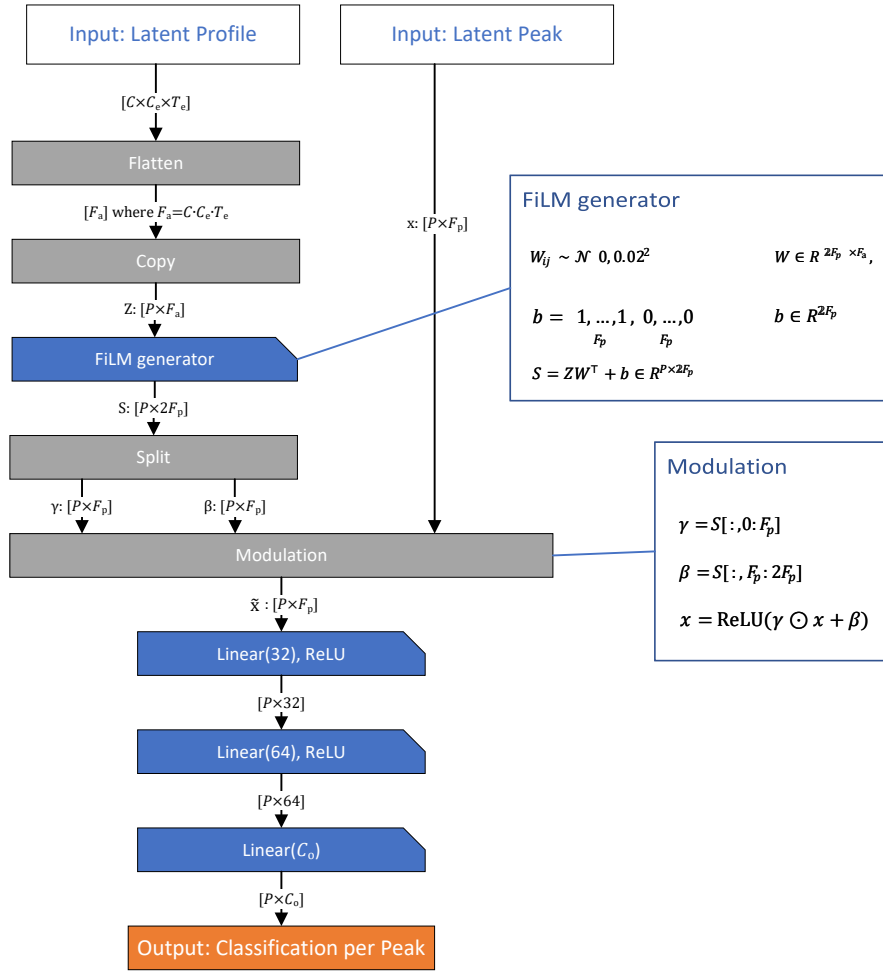 Input: Latent Profile
Input: Latent Peak
[C×Cₑ×Tₑ]
Flatten
[Fₐ] where Fₐ=C·Cₑ·Tₑ
x: [P×Fₚ]
Copy
Z: [P×Fₐ]
FiLM generator
S: [P×2Fₚ]
Split
γ: [P×Fₚ]
β: [P×Fₚ]
Modulation
x̃ : [P×Fₚ]
Linear(32), ReLU
[P×32]
Linear(64), ReLU
[P×64]
Linear(Cₒ)
[P×Cₒ]
Output: Classification per Peak
FiLM generator
Wᵢⱼ ~ 𝒩 0, 0.02² W ∈ R^{2Fₚ ×Fₐ},
b = 1, …,1 , 0, …,0 b ∈ R^{2Fₚ}
Fₚ Fₚ
S = ZW^⊤ + b ∈ R^{P×2Fₚ}
Modulation
γ = S[:,0: Fₚ]
β = S[:, Fₚ: 2Fₚ]
x = ReLU(γ ⊙ x + β)